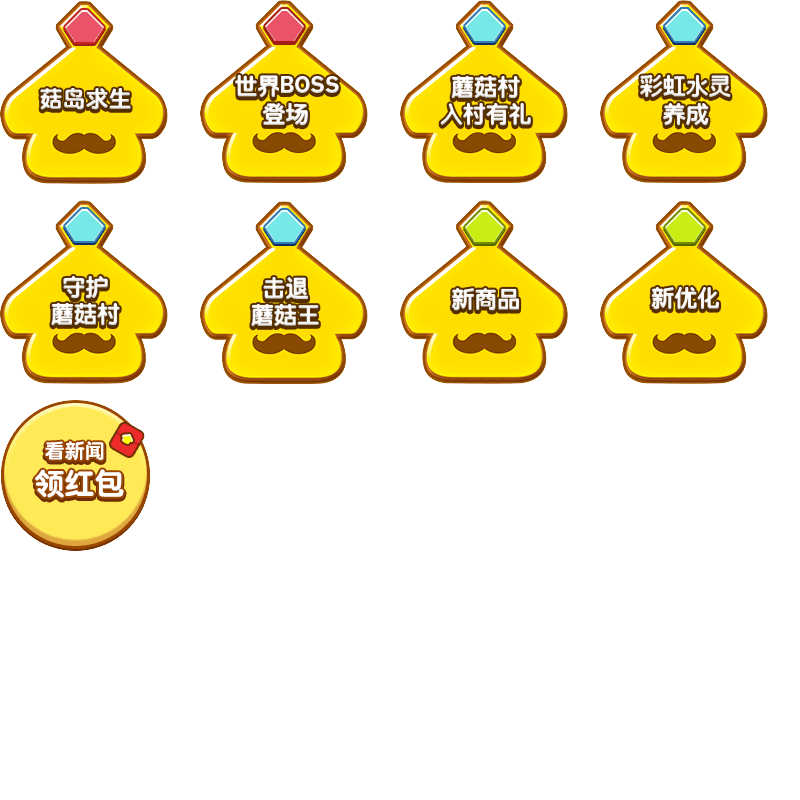 菇岛求生
世界BOSS
登场
蘑菇村
入村有礼
彩虹水灵
养成
守护
蘑菇村
击退
蘑菇王
新商品
新优化
看新闻
领红包